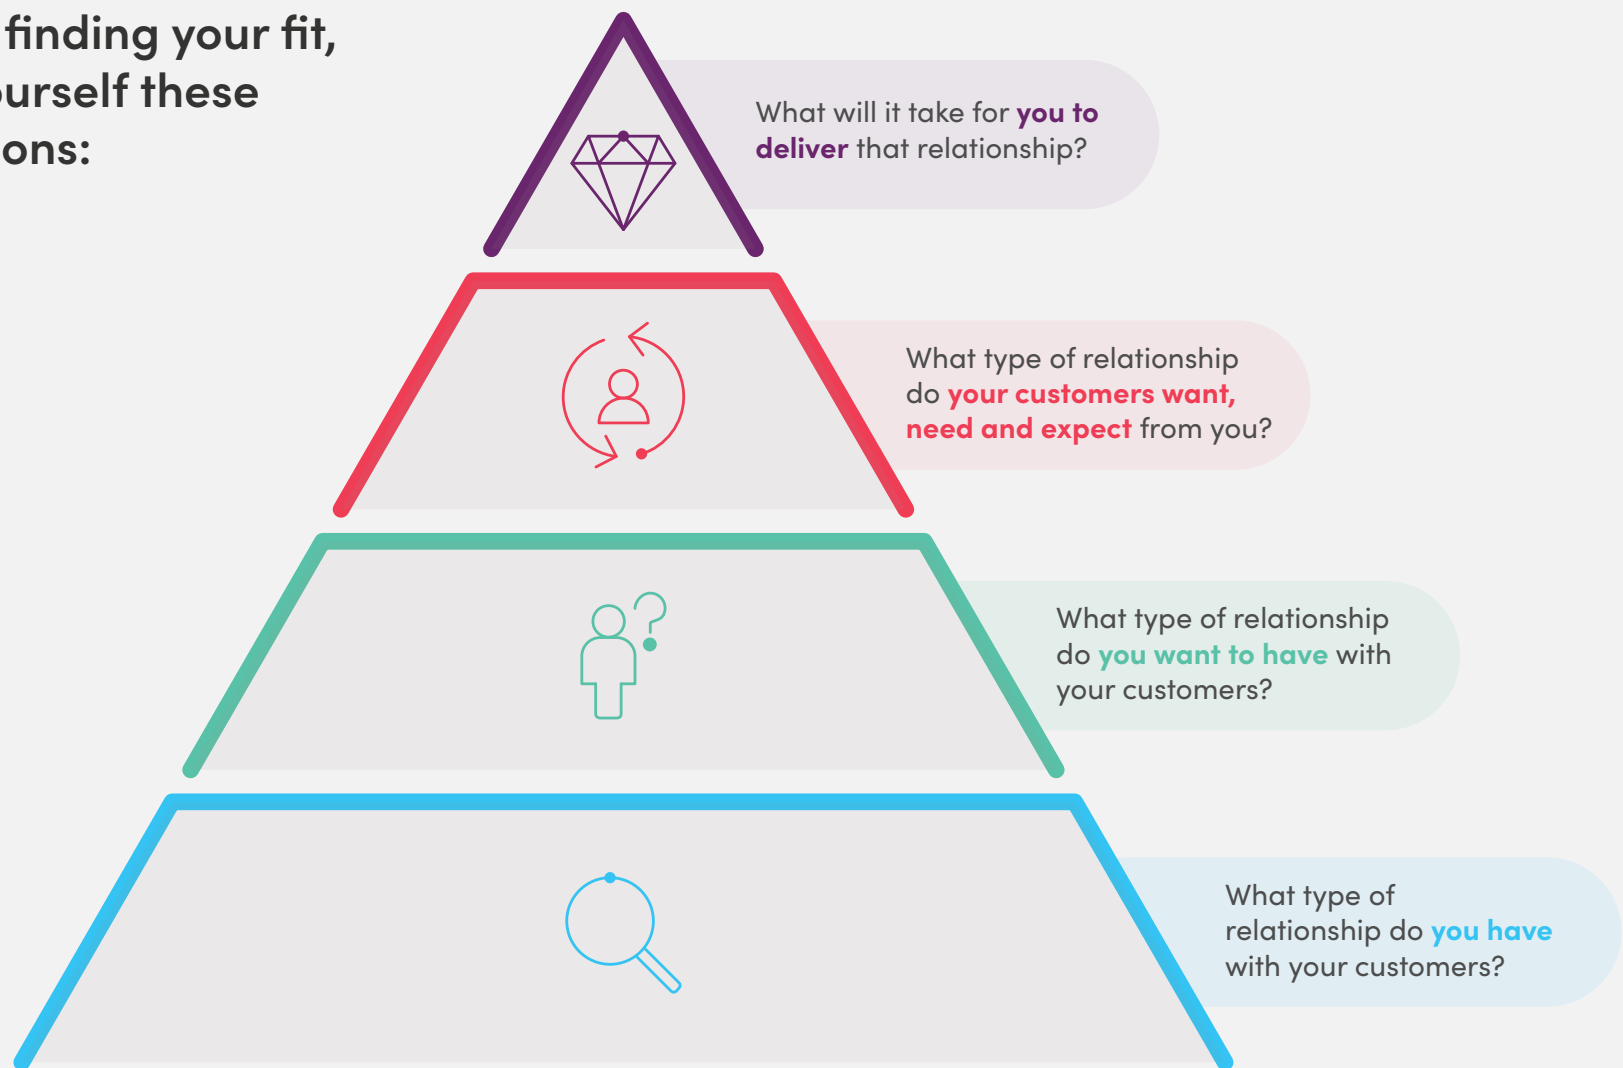 finding your fit,
urself these
ons:
What will it take for you to
deliver that relationship?
What type of relationship
do your customers want,
need and expect from you?
What type of relationship
do you want to have with
your customers?
What type of
relationship do you have
with your customers?